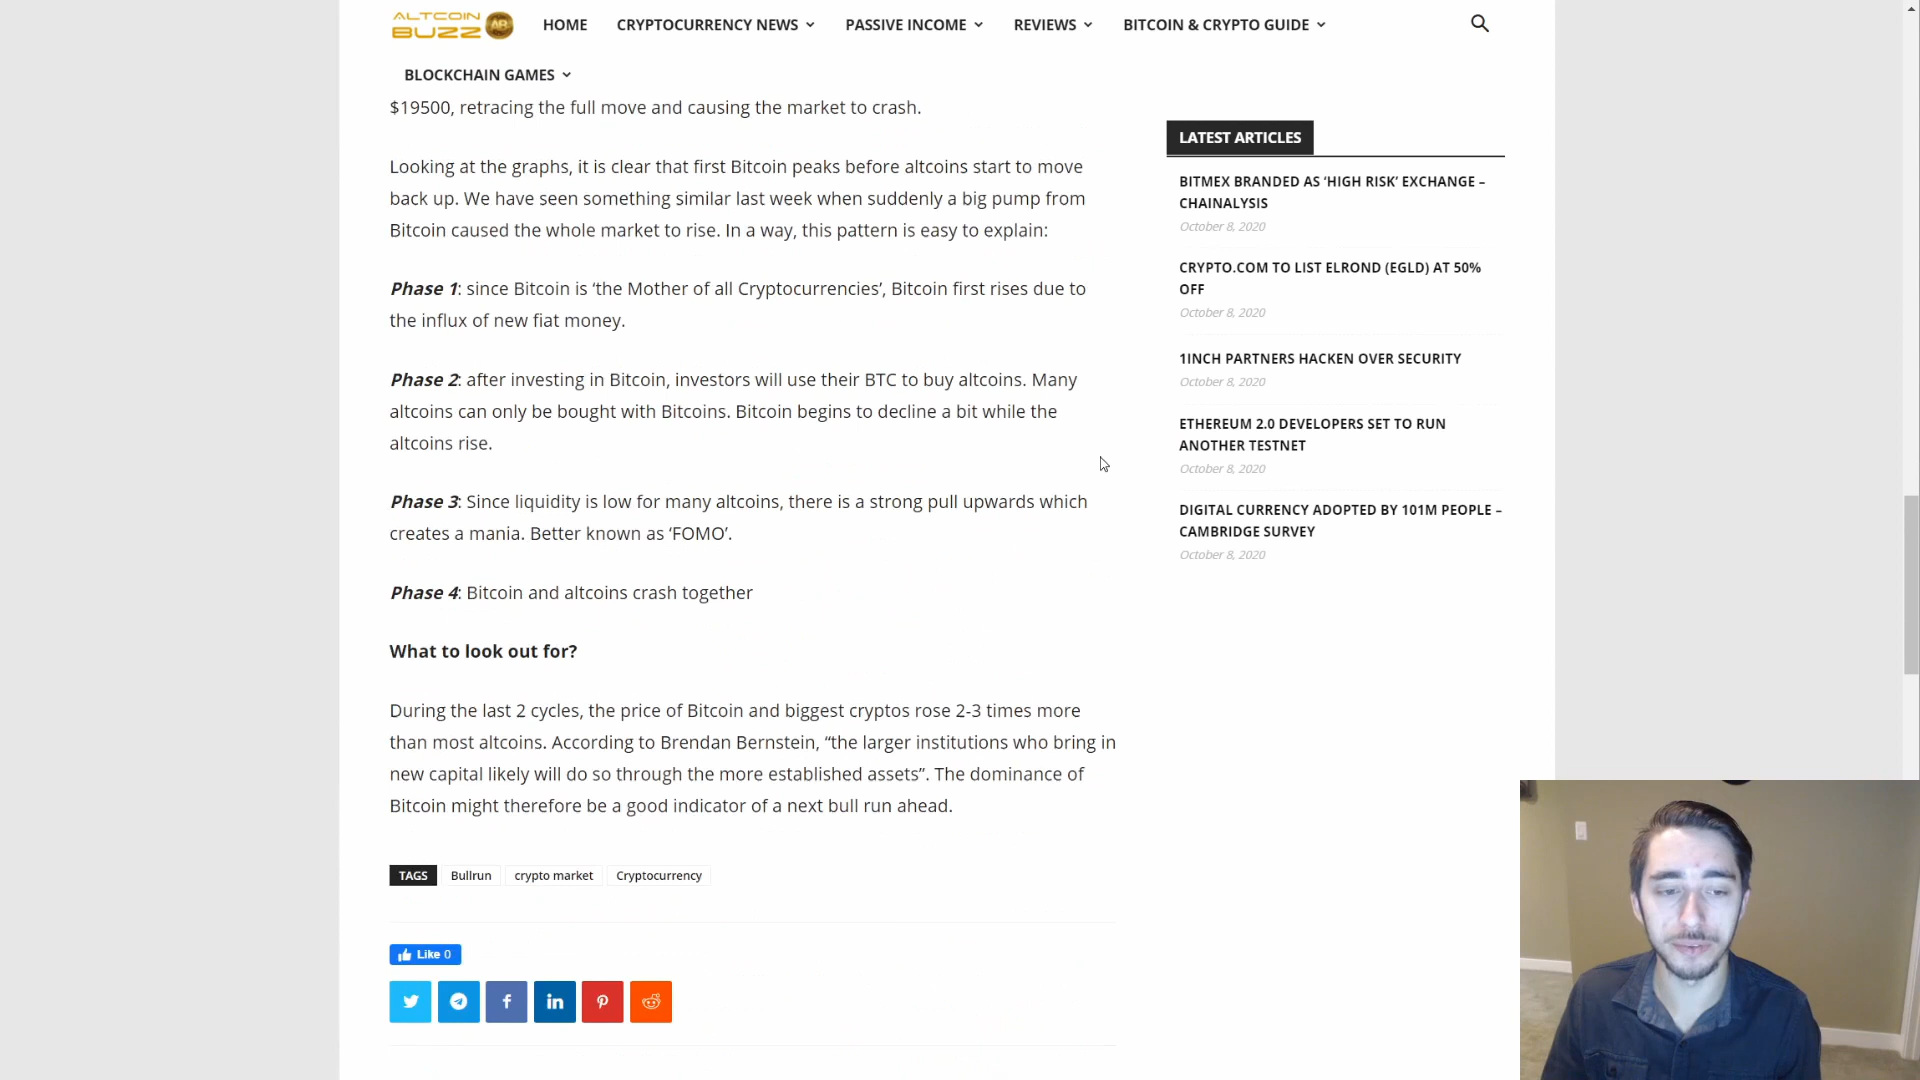 ALTCOIN
BUZZ
HOME
CRYPTOCURRENCY NEWS
PASSIVE INCOME
REVIEWS
BITCOIN & CRYPTO GUIDE
BLOCKCHAIN GAMES
$19500, retracing the full move and causing the market to crash.
Looking at the graphs, it is clear that first Bitcoin peaks before altcoins start to move
back up. We have seen something similar last week when suddenly a big pump from
Bitcoin caused the whole market to rise. In a way, this pattern is easy to explain:
Phase 1: since Bitcoin is ‘the Mother of all Cryptocurrencies’, Bitcoin first rises due to
the influx of new fiat money.
Phase 2: after investing in Bitcoin, investors will use their BTC to buy altcoins. Many
altcoins can only be bought with Bitcoins. Bitcoin begins to decline a bit while the
altcoins rise.
Phase 3: Since liquidity is low for many altcoins, there is a strong pull upwards which
creates a mania. Better known as ‘FOMO’.
Phase 4: Bitcoin and altcoins crash together
What to look out for?
During the last 2 cycles, the price of Bitcoin and biggest cryptos rose 2-3 times more
than most altcoins. According to Brendan Bernstein, “the larger institutions who bring in
new capital likely will do so through the more established assets”. The dominance of
Bitcoin might therefore be a good indicator of a next bull run ahead.
TAGS
Bullrun
crypto market
Cryptocurrency
Like 0
LATEST ARTICLES
BITMEX BRANDED AS ‘HIGH RISK’ EXCHANGE –
CHAINALYSIS
October 8, 2020
CRYPTO.COM TO LIST ELROND (EGLD) AT 50%
OFF
October 8, 2020
1INCH PARTNERS HACKEN OVER SECURITY
October 8, 2020
ETHEREUM 2.0 DEVELOPERS SET TO RUN
ANOTHER TESTNET
October 8, 2020
DIGITAL CURRENCY ADOPTED BY 101M PEOPLE –
CAMBRIDGE SURVEY
October 8, 2020